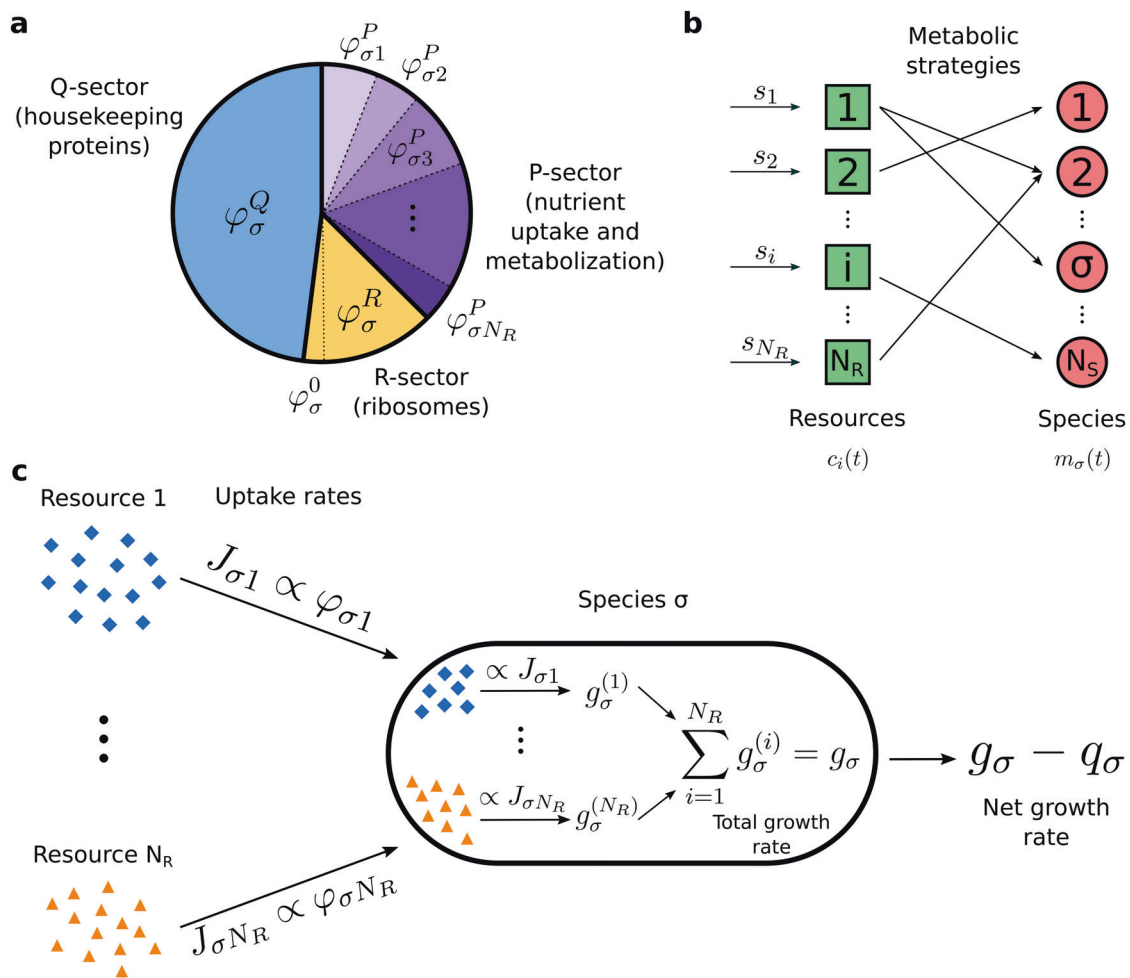 a
φ^P_σ1
φ^P_σ2
φ^P_σ3
⋮
φ^P_σN_R
Q-sector
(housekeeping
proteins)
φ^Q_σ
P-sector
(nutrient
uptake and
metabolization)
φ^R_σ
φ^0_σ
R-sector
(ribosomes)
b
Metabolic
strategies
s_1
1
1
s_2
2
2
⋮
⋮
s_i
i
σ
⋮
⋮
s_N_R
N_R
N_S
Resources
Species
c_i(t)
m_σ(t)
c
Resource 1
Uptake rates
J_σ1 ∝ φ_σ1
⋮
Resource N_R
J_σN_R ∝ φ_σN_R
Species σ
∝ J_σ1
g_σ^(1)
⋮
∝ J_σN_R
g_σ^(N_R)
∑_{i=1}^{N_R} g_σ^(i) = g_σ
Total growth
rate
g_σ − q_σ
Net growth
rate